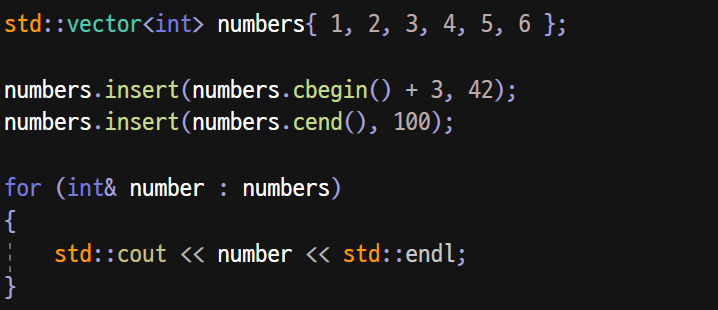 std::vector<int> numbers{ 1, 2, 3, 4, 5, 6 };
numbers.insert(numbers.cbegin() + 3, 42);
numbers.insert(numbers.cend(), 100);
for (int& number : numbers)
{
std::cout << number << std::endl;
}